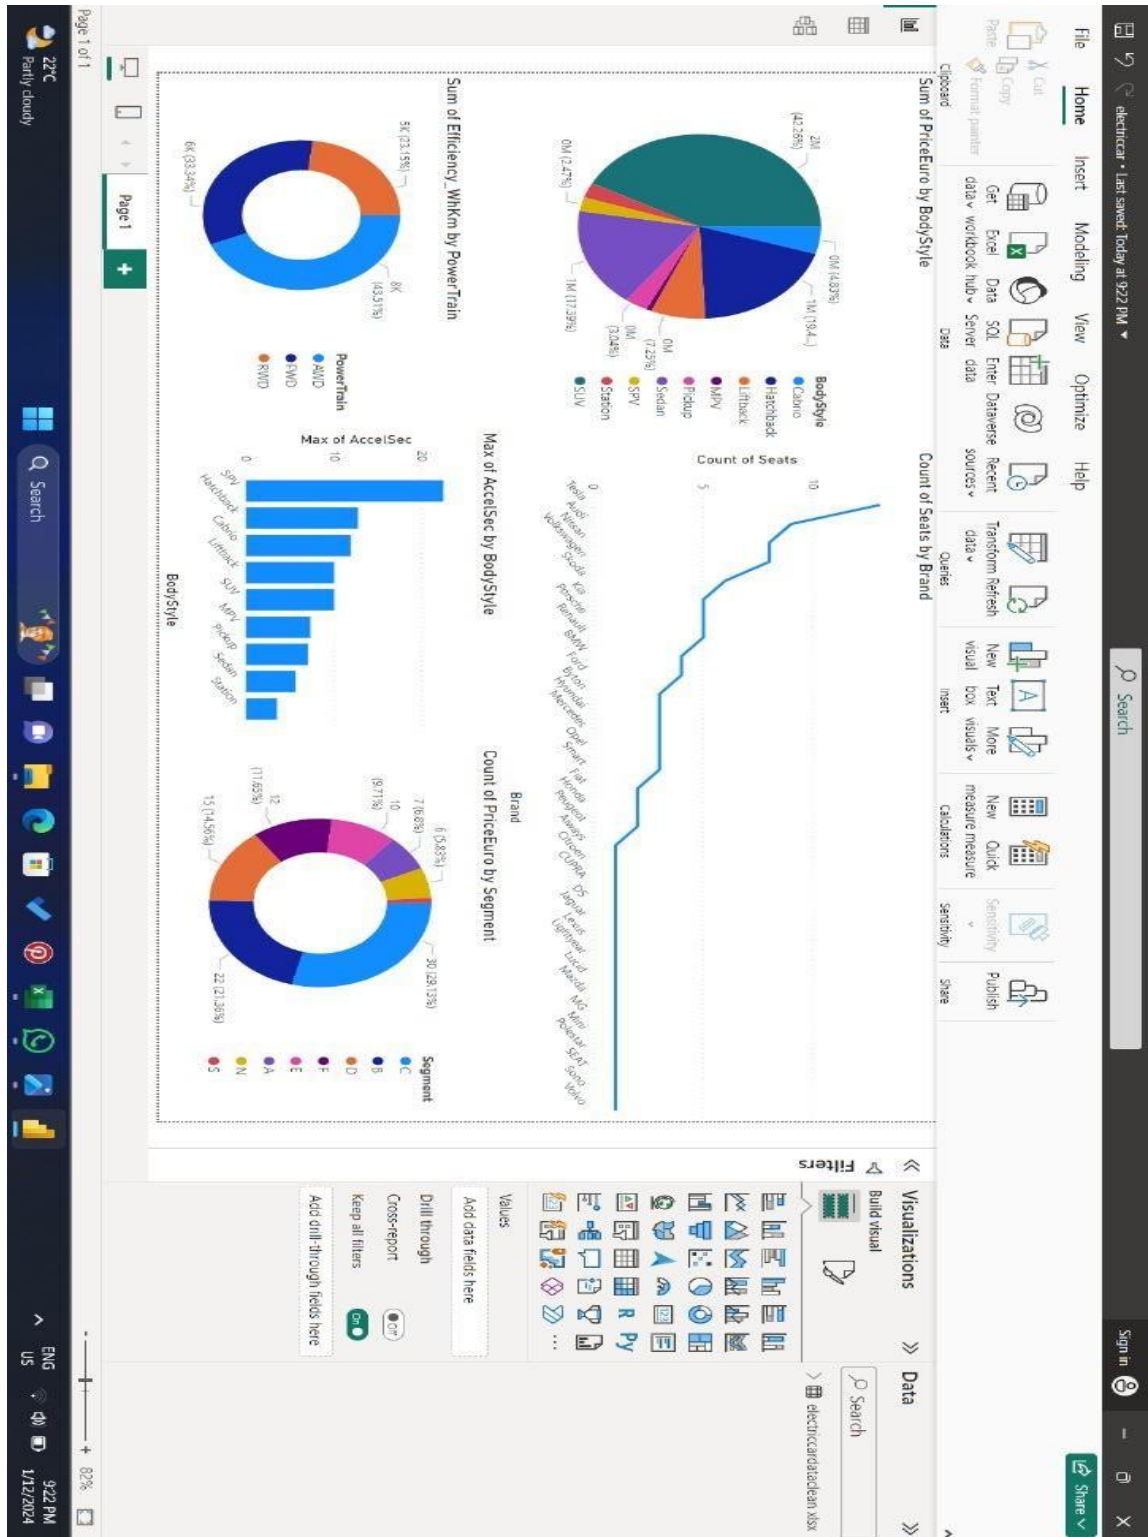 electriccar • Last saved: Today at 9:22 PM
Search
Sign in
File Home Insert Modeling View Optimize Help
Share
Paste
Cut
Copy
Format painter
Clipboard
Get data
Excel workbook
Data hub
SQL Server
Enter data
Dataverse
Recent sources
Data
Transform data
Refresh
Queries
New visual
Text box
More visuals
Insert
New measure
Quick measure
Calculations
Sensitivity
Sensitivity
Publish
Share
Sum of PriceEuro by BodyStyle
0M (4.83%)
1M (19.4...)
0M (7.25%)
0M (3.04%)
1M (17.39%)
0M (2.47%)
2M (42.26%)
BodyStyle
Cabrio
Hatchback
Liftback
MPV
Pickup
Sedan
SPV
Station
SUV
Count of Seats by Brand
Count of Seats
10
5
0
Tesla
Audi
Nissan
Volkswagen
Skoda
Kia
Porsche
Renault
BMW
Ford
Byton
Hyundai
Mercedes
Opel
Smart
Fiat
Honda
Peugeot
Aiways
Citroen
CUPRA
DS
Jaguar
Lexus
Lightyear
Lucid
Mazda
MG
Mini
Polestar
SEAT
Sono
Volvo
Brand
Sum of Efficiency_WhKm by PowerTrain
5K (23.15%)
8K (43.51%)
6K (33.34%)
PowerTrain
AWD
FWD
RWD
Max of AccelSec by BodyStyle
Max of AccelSec
20
10
0
SPV
Hatchback
Cabrio
Liftback
SUV
MPV
Pickup
Sedan
Station
BodyStyle
Count of PriceEuro by Segment
6 (5.83%)
7 (6.8%)
10 (9.71%)
12 (11.65%)
15 (14.56%)
22 (21.36%)
30 (29.13%)
Segment
C
B
D
F
E
A
N
S
Filters
Visualizations
Build visual
123
R
Py
Values
Add data fields here
Drill through
Cross-report
Off
Keep all filters
On
Add drill-through fields here
Data
Search
electriccardataclean xlsx
Page 1
Page 1 of 1
82%
22°C
Partly cloudy
Search
ENG
US
9:22 PM
1/12/2024